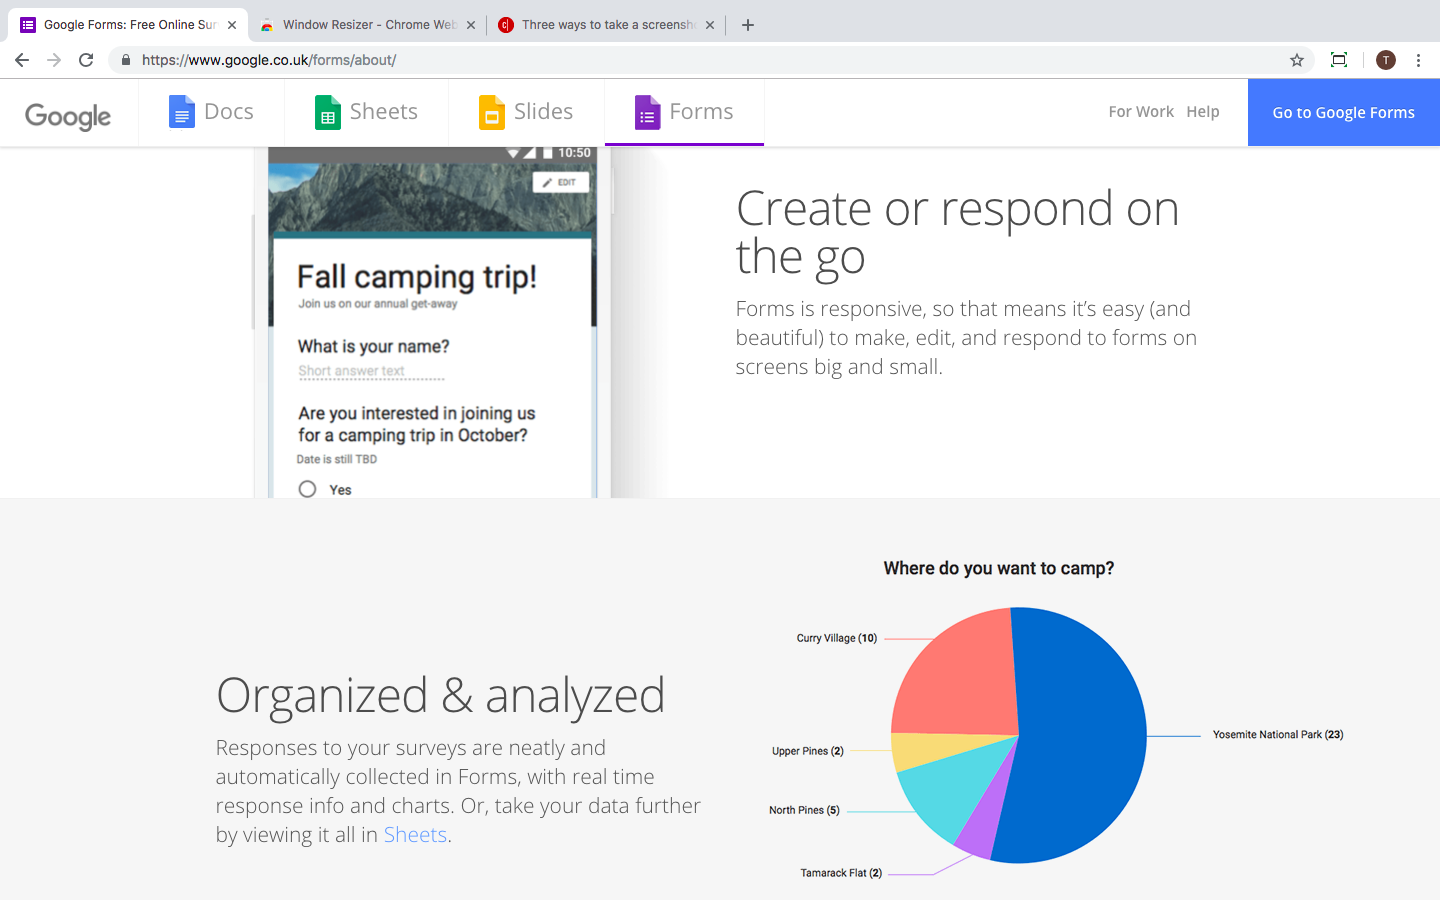 Google Forms: Free Online Sur
Window Resizer - Chrome Web
Three ways to take a screensho
https://www.google.co.uk/forms/about/
T
Google
Docs
Sheets
Slides
Forms
For Work
Help
Go to Google Forms
10:50
EDIT
Fall camping trip!
Join us on our annual get-away
What is your name?
Short answer text
Are you interested in joining us
for a camping trip in October?
Date is still TBD
Yes
Create or respond on
the go
Forms is responsive, so that means it’s easy (and
beautiful) to make, edit, and respond to forms on
screens big and small.
Organized & analyzed
Responses to your surveys are neatly and
automatically collected in Forms, with real time
response info and charts. Or, take your data further
by viewing it all in Sheets.
Where do you want to camp?
Curry Village (10)
Yosemite National Park (23)
Upper Pines (2)
North Pines (5)
Tamarack Flat (2)